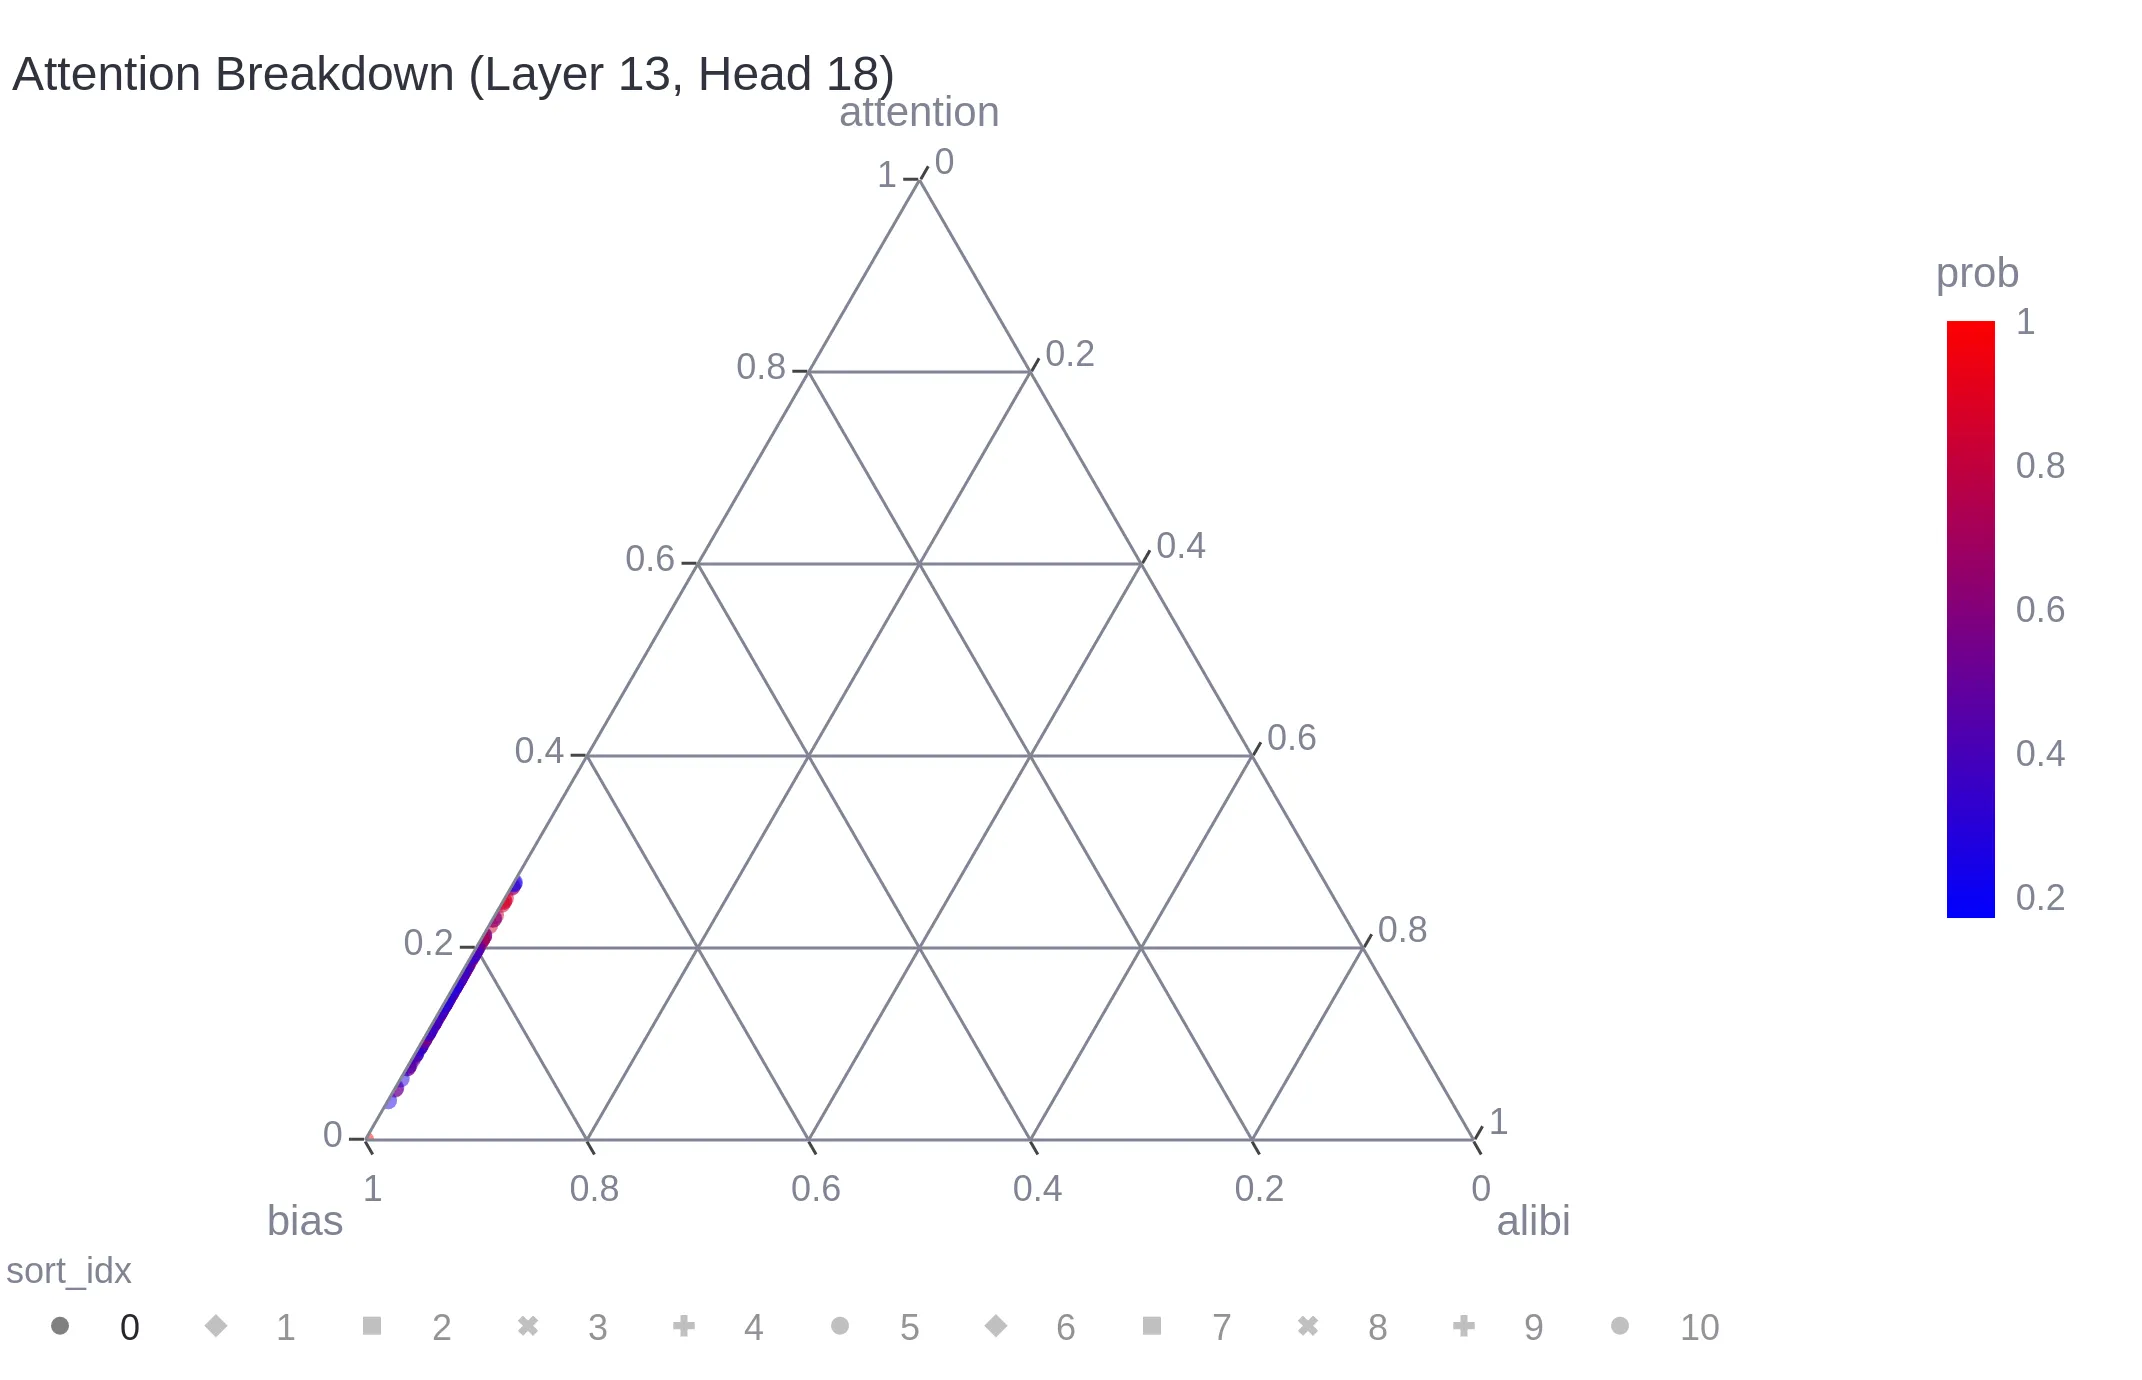 Attention Breakdown (Layer 13, Head 18)
attention
1 0
0.8 0.2
0.6 0.4
0.4 0.6
0.2 0.8
0 1
1 0.8 0.6 0.4 0.2 0
bias alibi
prob
1
0.8
0.6
0.4
0.2
sort_idx
0 1 2 3 4 5 6 7 8 9 10